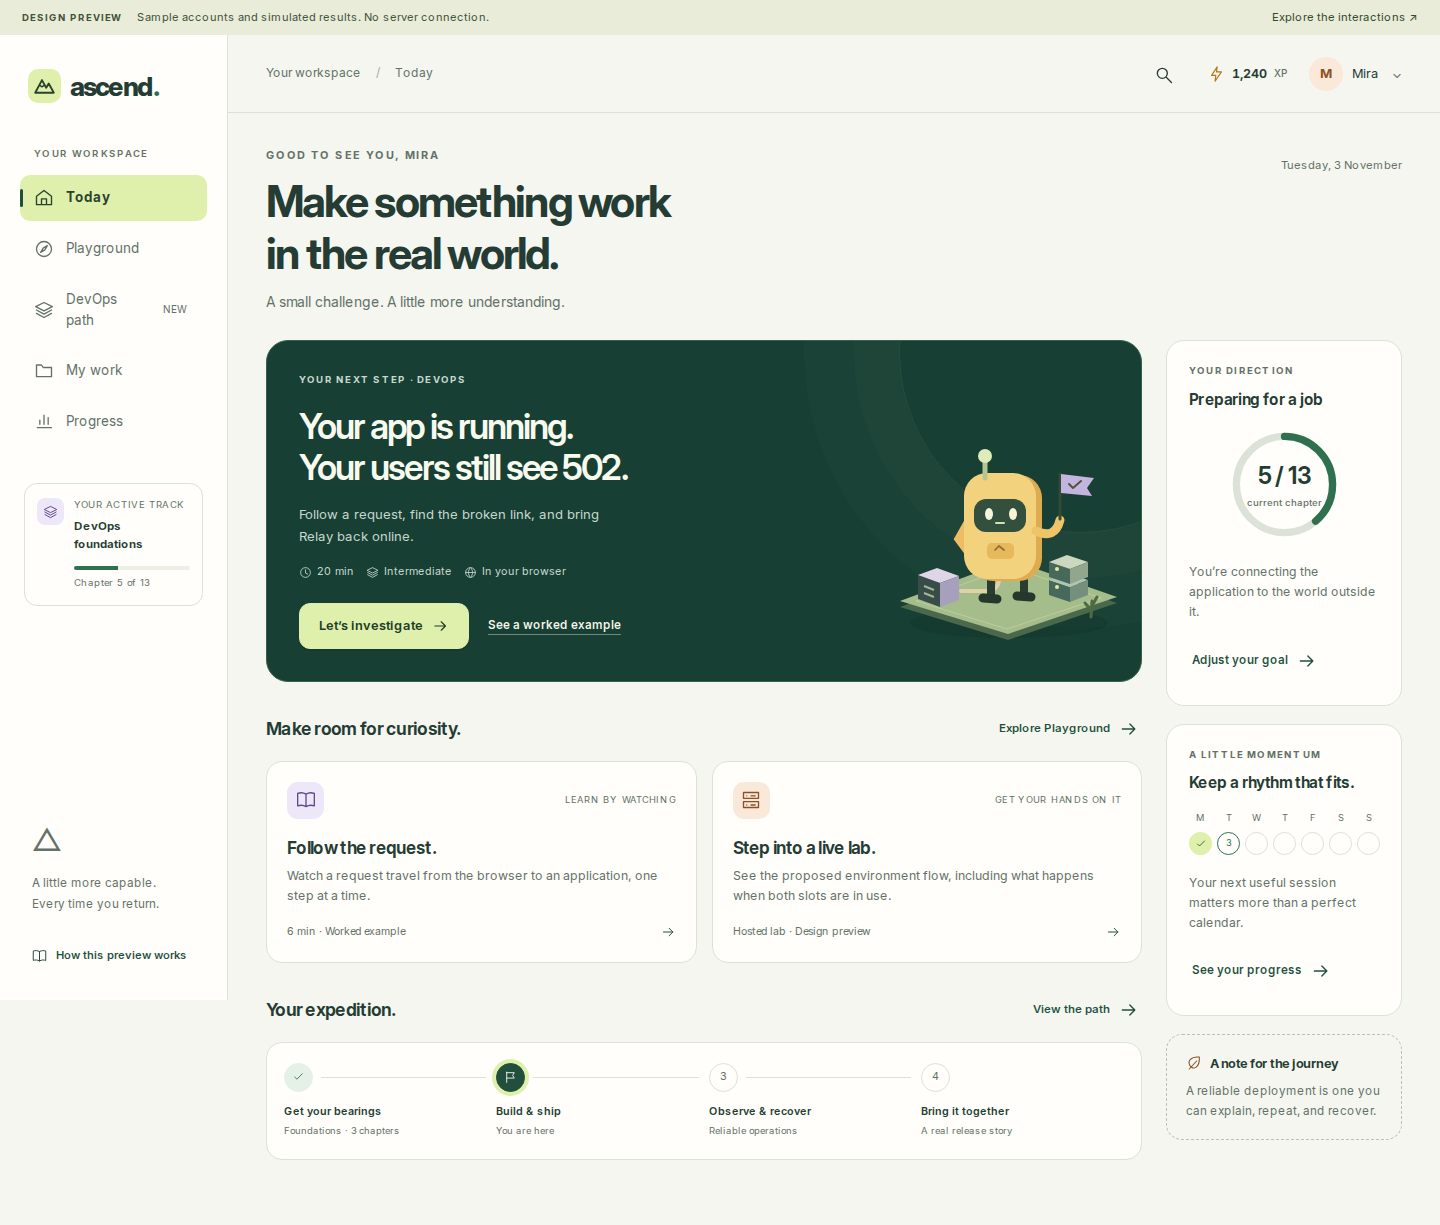 DESIGN PREVIEW Sample accounts and simulated results. No server connection.
Explore the interactions ↗
ascend.
YOUR WORKSPACE
Today
Playground
DevOps path NEW
My work
Progress
YOUR ACTIVE TRACK
DevOps
foundations
Chapter 5 of 13
A little more capable.
Every time you return.
How this preview works
Your workspace / Today
1,240 XP
M Mira
GOOD TO SEE YOU, MIRA
Tuesday, 3 November
Make something work
in the real world.
A small challenge. A little more understanding.
YOUR NEXT STEP · DEVOPS
Your app is running.
Your users still see 502.
Follow a request, find the broken link, and bring
Relay back online.
20 min Intermediate In your browser
Let's investigate → See a worked example
YOUR DIRECTION
Preparing for a job
5 / 13
current chapter
You're connecting the
application to the world outside
it.
Adjust your goal →
Make room for curiosity.
Explore Playground →
LEARN BY WATCHING
Follow the request.
Watch a request travel from the browser to an application, one
step at a time.
6 min · Worked example →
GET YOUR HANDS ON IT
Step into a live lab.
See the proposed environment flow, including what happens
when both slots are in use.
Hosted lab · Design preview →
A LITTLE MOMENTUM
Keep a rhythm that fits.
M T W T F S S
3
Your next useful session
matters more than a perfect
calendar.
See your progress →
Your expedition.
View the path →
3
4
Get your bearings
Foundations · 3 chapters
Build & ship
You are here
Observe & recover
Reliable operations
Bring it together
A real release story
A note for the journey
A reliable deployment is one you
can explain, repeat, and recover.